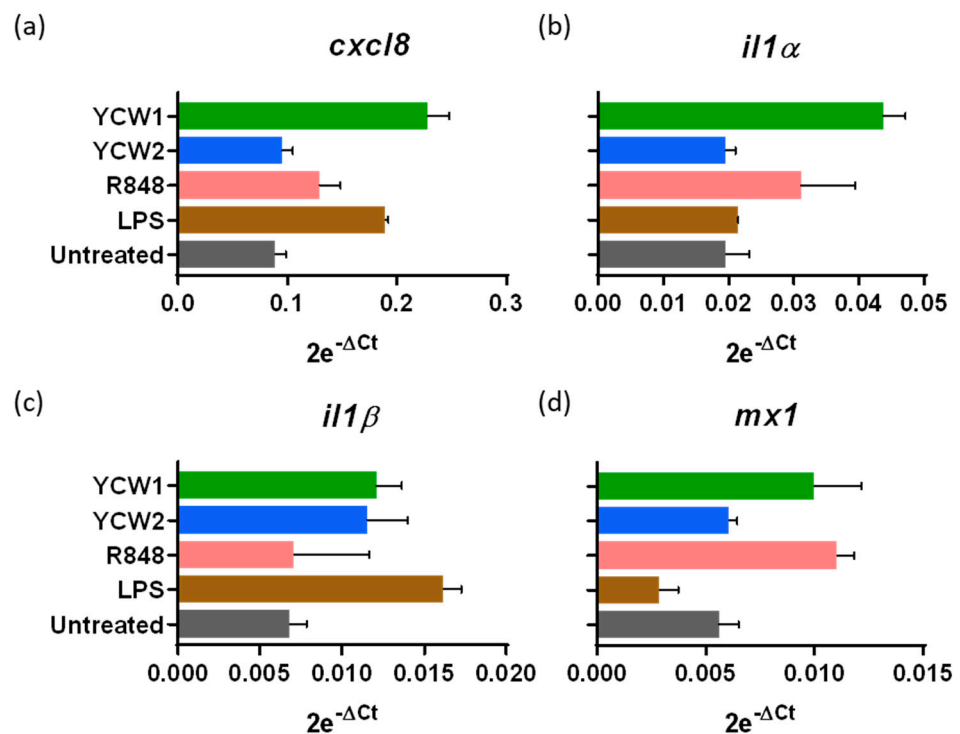 (a)
cxcl8
YCW1
YCW2
R848
LPS
Untreated
0.0 0.1 0.2 0.3
2e^-ΔCt
(b)
il1α
0.00 0.01 0.02 0.03 0.04 0.05
2e^-ΔCt
(c)
il1β
YCW1
YCW2
R848
LPS
Untreated
0.000 0.005 0.010 0.015 0.020
2e^-ΔCt
(d)
mx1
0.000 0.005 0.010 0.015
2e^-ΔCt